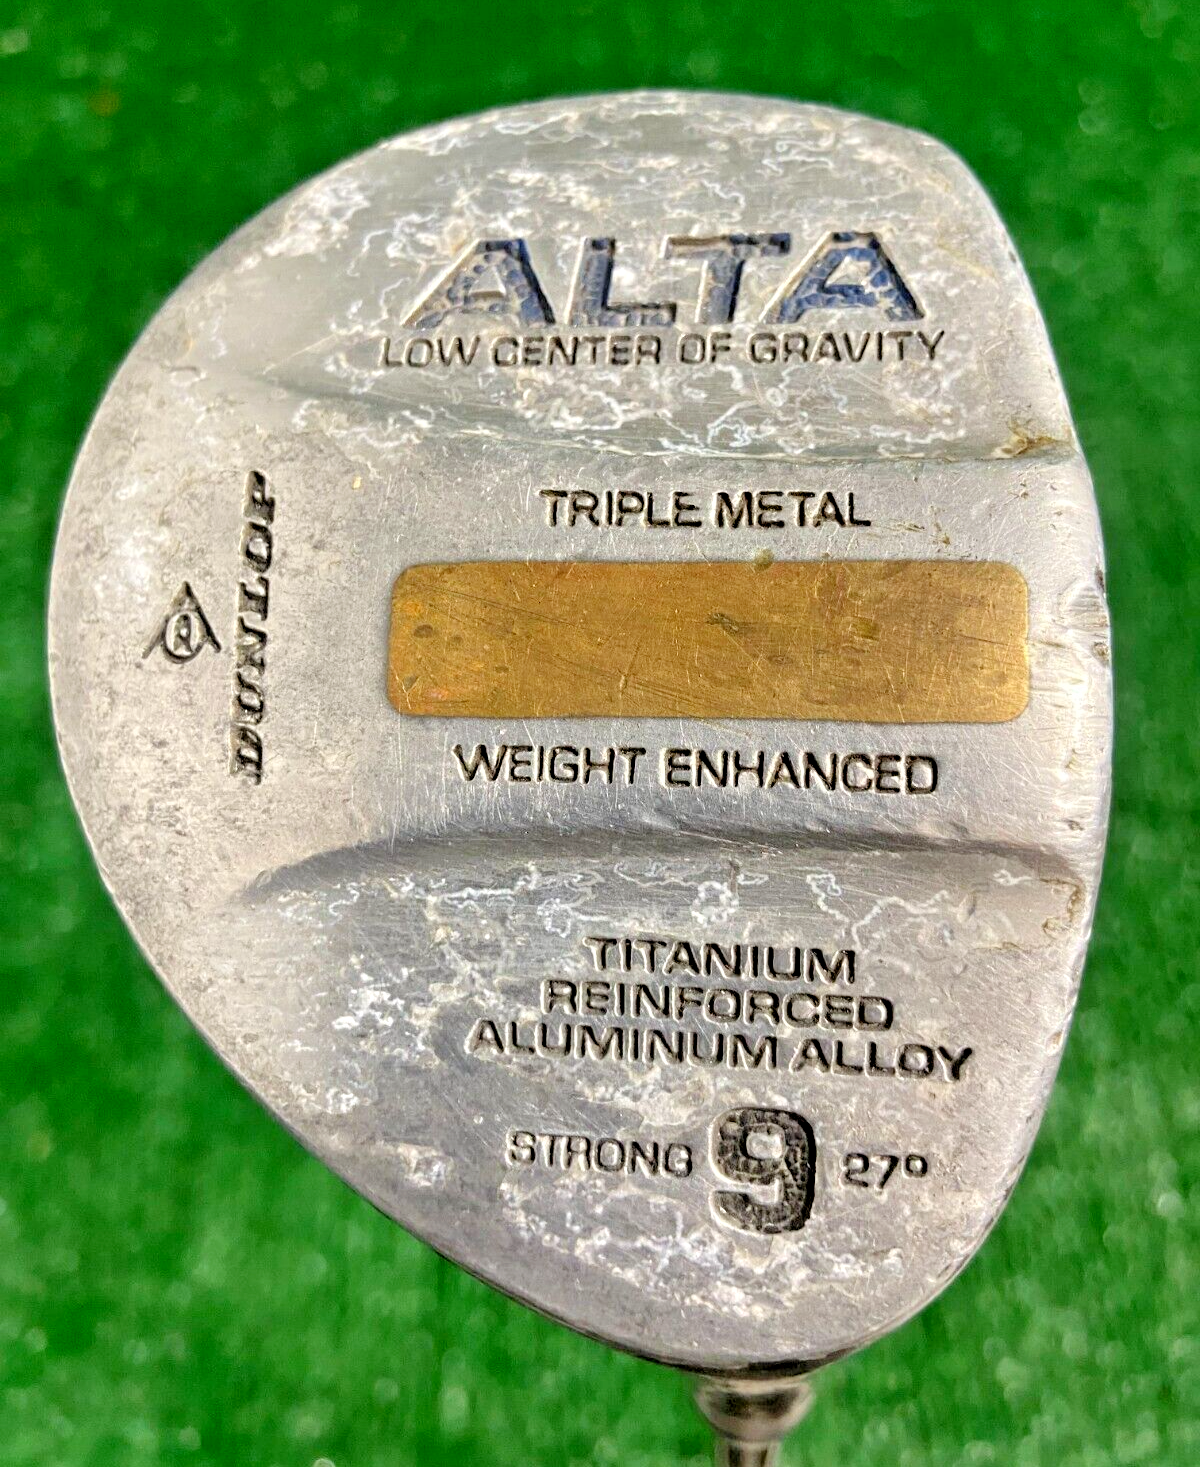 ALTA
LOW CENTER OF GRAVITY
TRIPLE METAL
DUNLOP
WEIGHT ENHANCED
TITANIUM
REINFORCED
ALUMINUM ALLOY
STRONG 9 27°